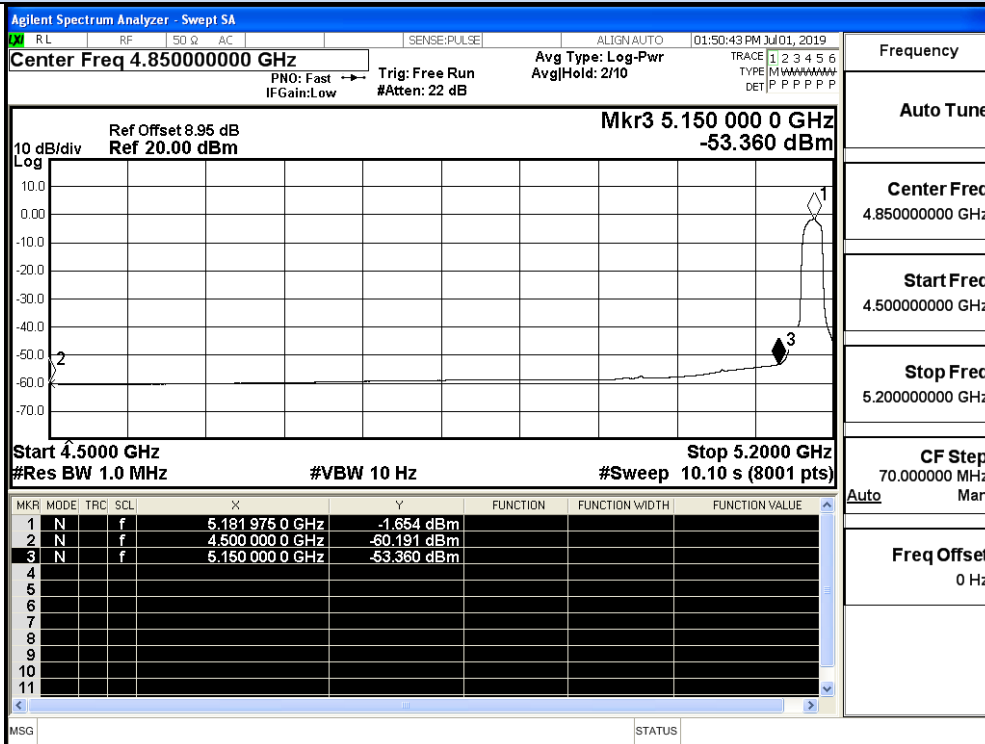 Agilent Spectrum Analyzer - Swept SA
LXI RL RF 50 Ω AC SENSE:PULSE ALIGN AUTO 01:50:43 PM Jul 01, 2019
Center Freq 4.850000000 GHz
PNO: Fast
IFGain:Low
Trig: Free Run
#Atten: 22 dB
Avg Type: Log-Pwr
Avg|Hold: 2/10
TRACE 1 2 3 4 5 6
TYPE M
DET P P P P P P
Mkr3 5.150 000 0 GHz
-53.360 dBm
Ref Offset 8.95 dB
10 dB/div Ref 20.00 dBm
Log
10.0
0.00
-10.0
-20.0
-30.0
-40.0
-50.0
-60.0
-70.0
1
2
3
Start 4.5000 GHz Stop 5.2000 GHz
#Res BW 1.0 MHz #VBW 10 Hz #Sweep 10.10 s (8001 pts)
MKR MODE TRC SCL X Y FUNCTION FUNCTION WIDTH FUNCTION VALUE
1 N f 5.181 975 0 GHz -1.654 dBm
2 N f 4.500 000 0 GHz -60.191 dBm
3 N f 5.150 000 0 GHz -53.360 dBm
4
5
6
7
8
9
10
11
MSG STATUS
Frequency
Auto Tune
Center Freq
4.850000000 GHz
Start Freq
4.500000000 GHz
Stop Freq
5.200000000 GHz
CF Step
70.000000 MHz
Auto Man
Freq Offset
0 Hz